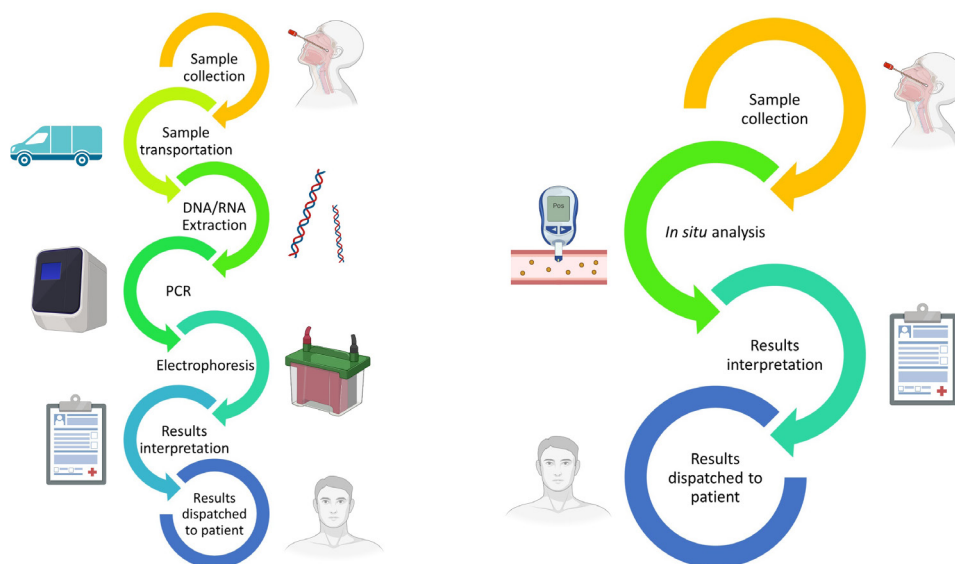 Sample
collection
Sample
transportation
DNA/RNA
Extraction
PCR
Electrophoresis
Results
interpretation
Results
dispatched
to patient
Sample
collection
Pos
In situ analysis
Results
interpretation
Results
dispatched to
patient